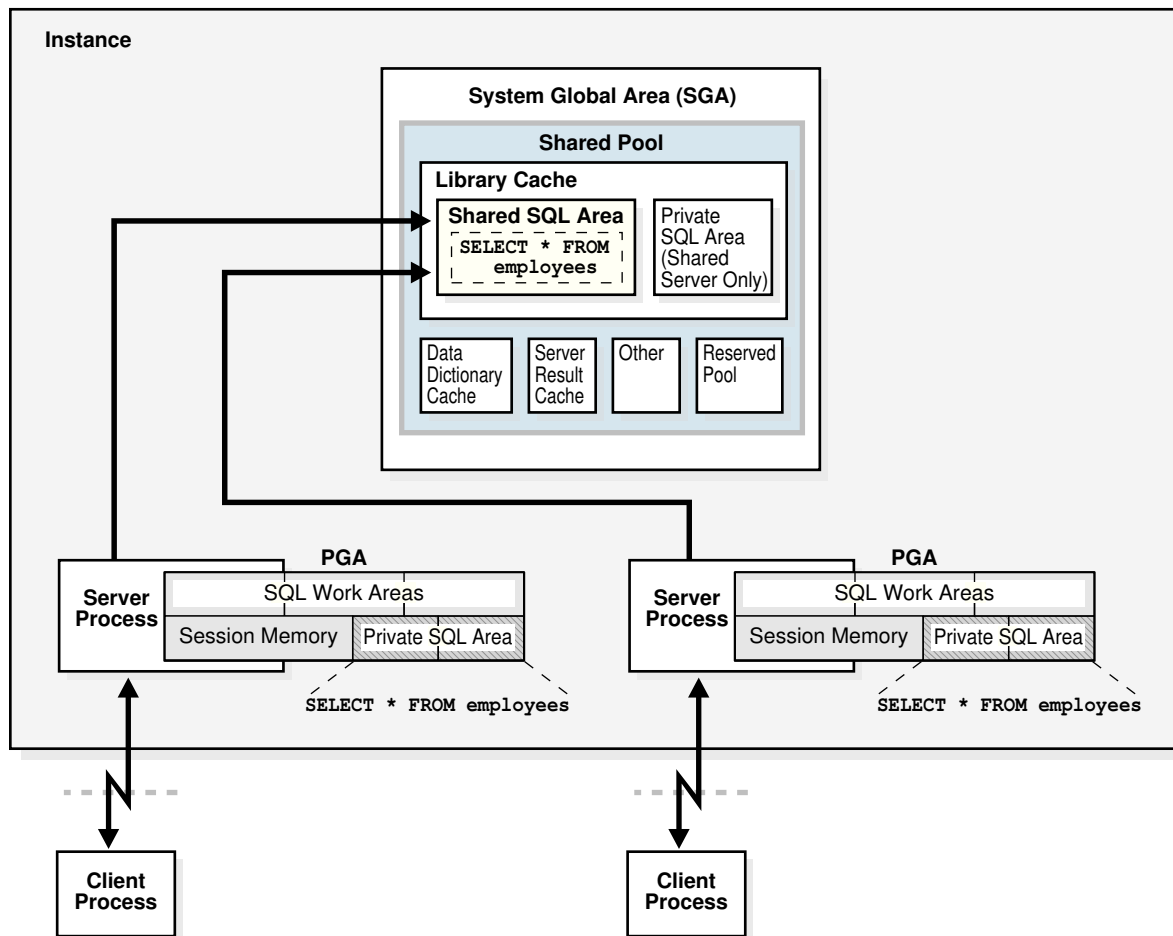 Instance
System Global Area (SGA)
Shared Pool
Library Cache
Shared SQL Area
SELECT * FROM
employees
Private
SQL Area
(Shared
Server Only)
Data
Dictionary
Cache
Server
Result
Cache
Other
Reserved
Pool
PGA
Server
Process
SQL Work Areas
Session Memory
Private SQL Area
SELECT * FROM employees
PGA
Server
Process
SQL Work Areas
Session Memory
Private SQL Area
SELECT * FROM employees
Client
Process
Client
Process